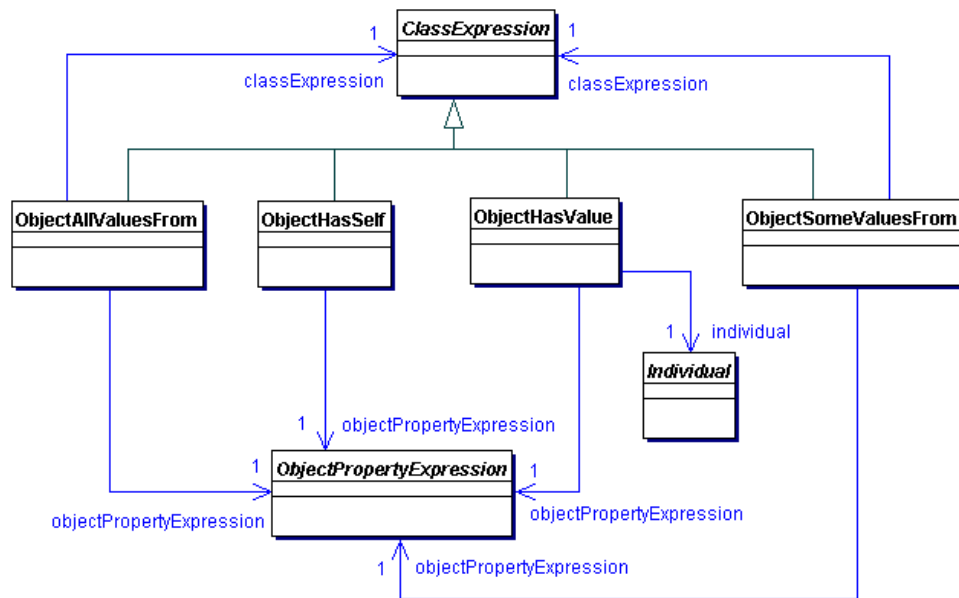 ClassExpression
1
1
classExpression
classExpression
ObjectAllValuesFrom
ObjectHasSelf
ObjectHasValue
ObjectSomeValuesFrom
1
individual
Individual
1
objectPropertyExpression
1
ObjectPropertyExpression
1
objectPropertyExpression
objectPropertyExpression
1
objectPropertyExpression